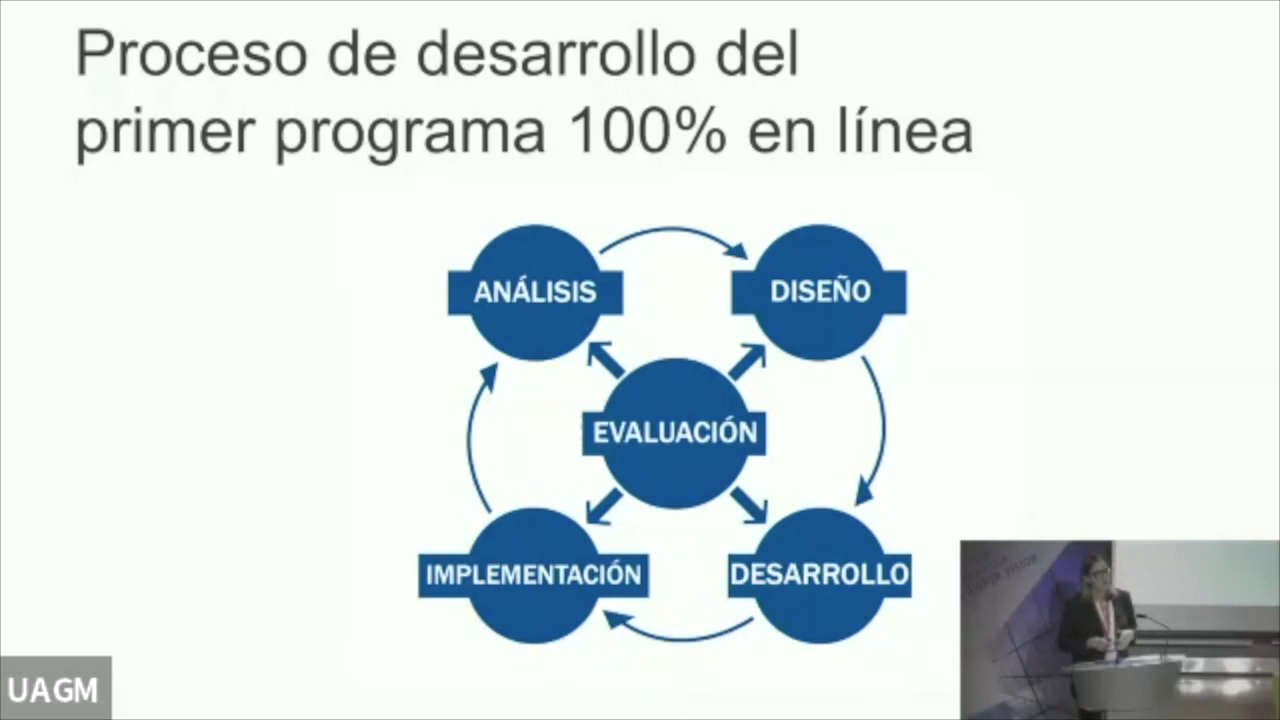 Proceso de desarrollo del
primer programa 100% en línea
ANÁLISIS
DISEÑO
EVALUACIÓN
IMPLEMENTACIÓN
DESARROLLO
UAGM